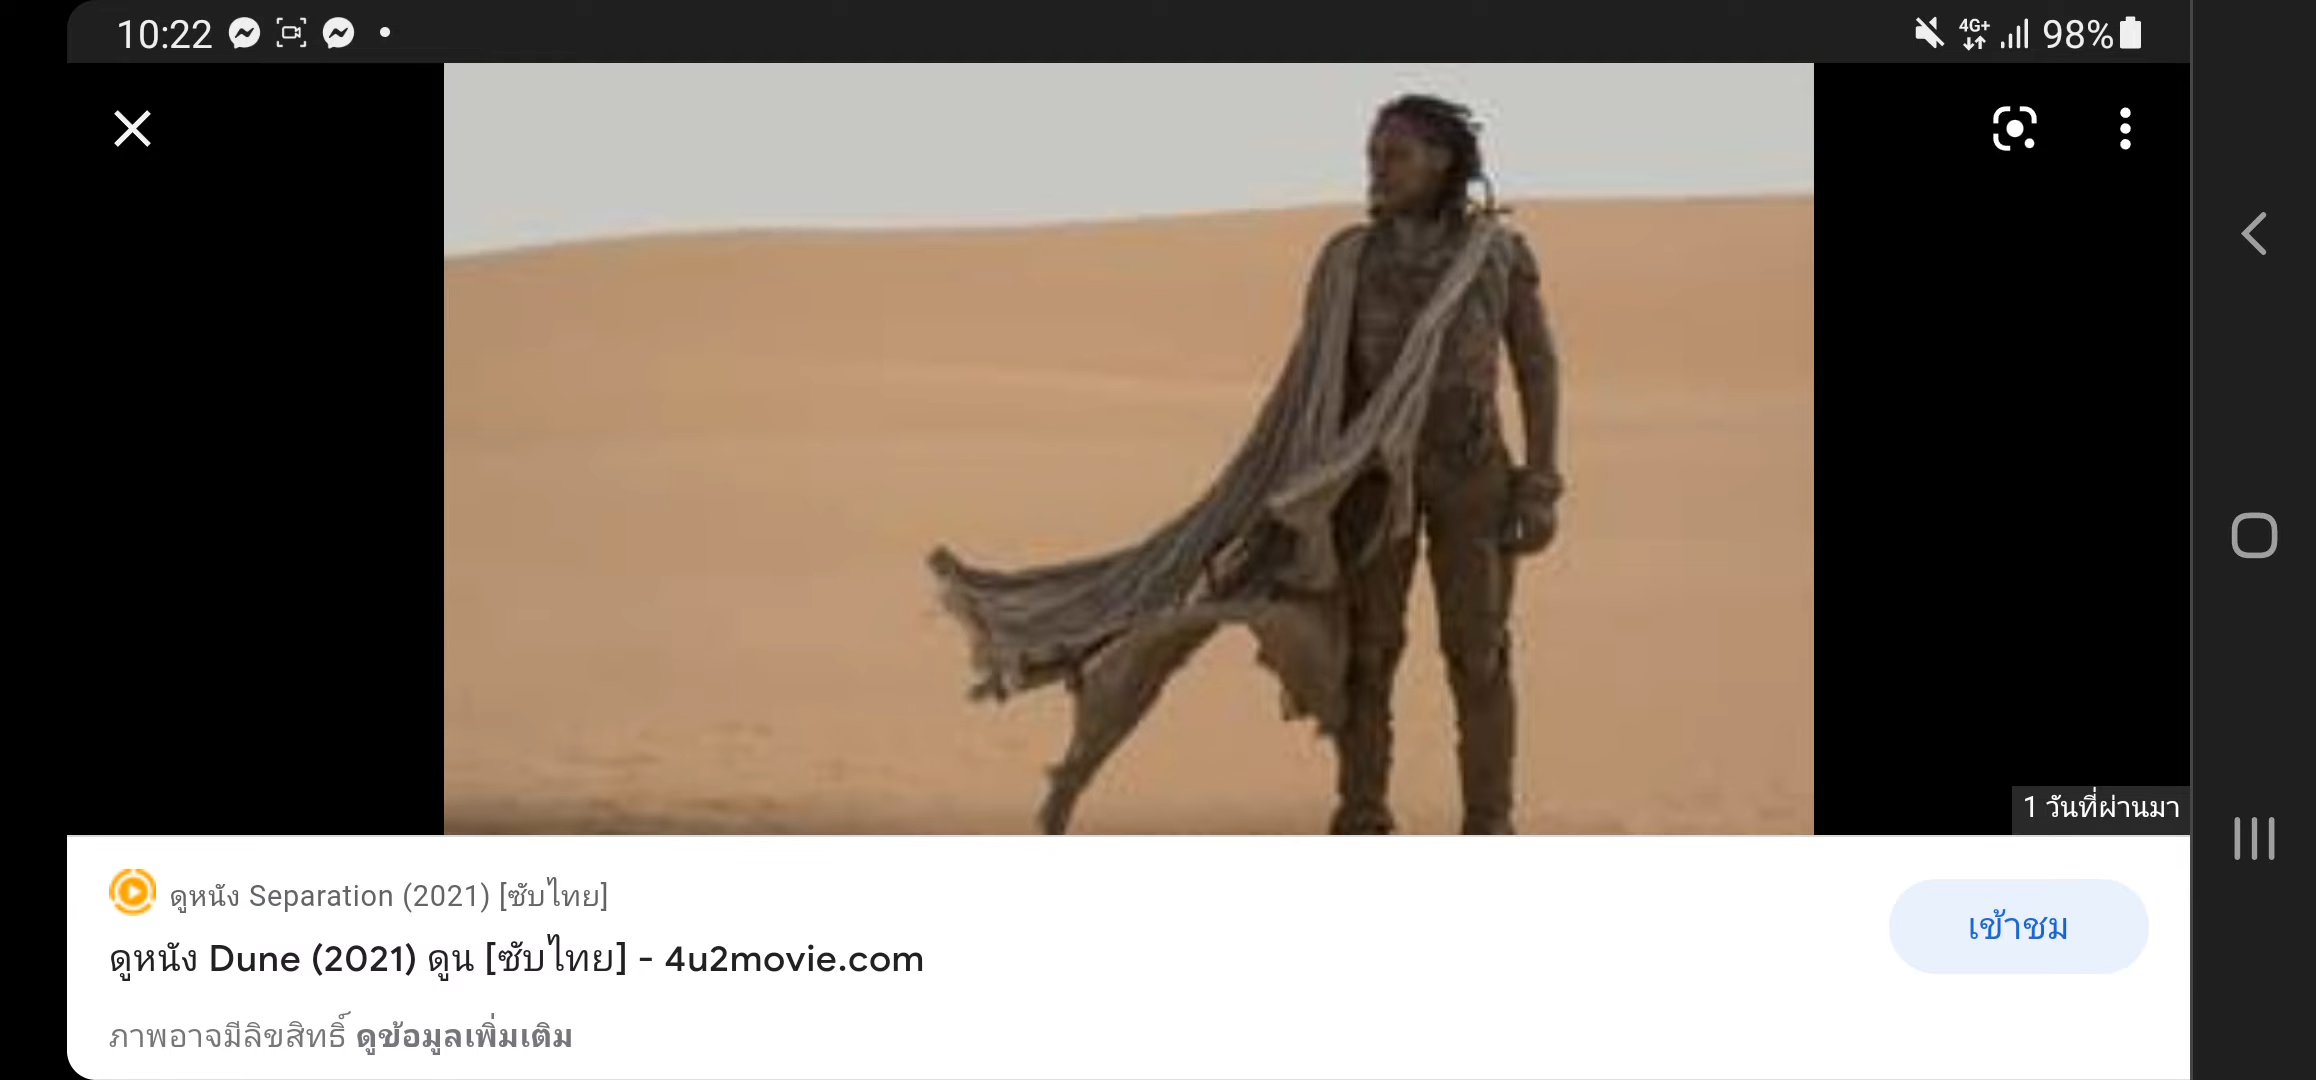 10:22
4G+ 98%
1 วันที่ผ่านมา
ดูหนัง Separation (2021) [ซับไทย]
ดูหนัง Dune (2021) ดูน [ซับไทย] - 4u2movie.com
เข้าชม
ภาพอาจมีลิขสิทธิ์ ดูข้อมูลเพิ่มเติม